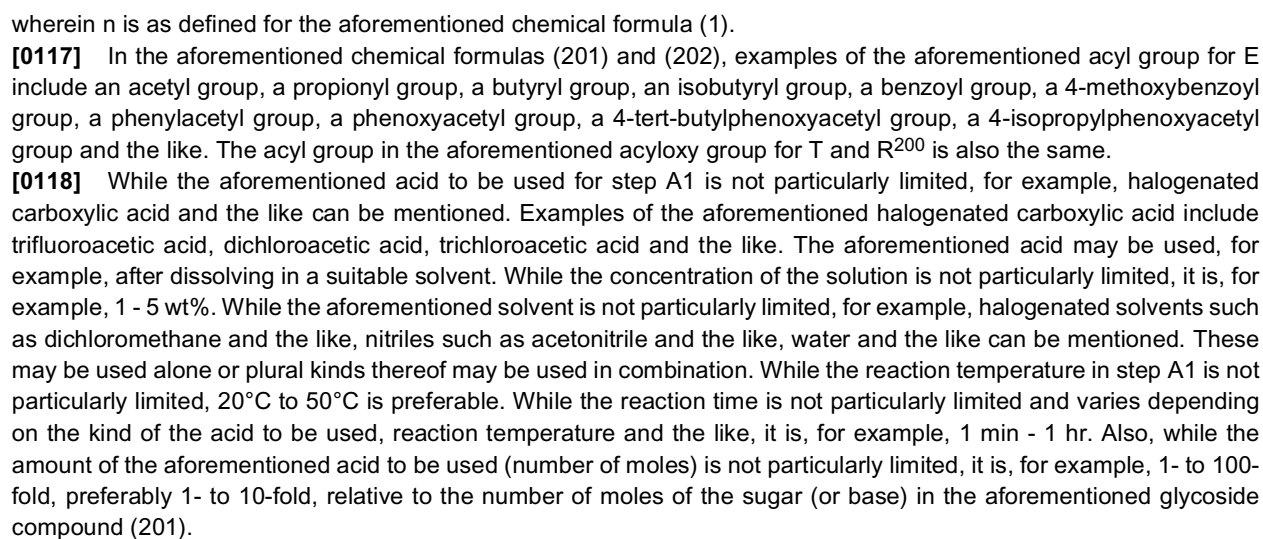 wherein n is as defined for the aforementioned chemical formula (1).
[0117] In the aforementioned chemical formulas (201) and (202), examples of the aforementioned acyl group for E
include an acetyl group, a propionyl group, a butyryl group, an isobutyryl group, a benzoyl group, a 4-methoxybenzoyl
group, a phenylacetyl group, a phenoxyacetyl group, a 4-tert-butylphenoxyacetyl group, a 4-isopropylphenoxyacetyl
group and the like. The acyl group in the aforementioned acyloxy group for T and R200 is also the same.
[0118] While the aforementioned acid to be used for step A1 is not particularly limited, for example, halogenated
carboxylic acid and the like can be mentioned. Examples of the aforementioned halogenated carboxylic acid include
trifluoroacetic acid, dichloroacetic acid, trichloroacetic acid and the like. The aforementioned acid may be used, for
example, after dissolving in a suitable solvent. While the concentration of the solution is not particularly limited, it is, for
example, 1 - 5 wt%. While the aforementioned solvent is not particularly limited, for example, halogenated solvents such
as dichloromethane and the like, nitriles such as acetonitrile and the like, water and the like can be mentioned. These
may be used alone or plural kinds thereof may be used in combination. While the reaction temperature in step A1 is not
particularly limited, 20°C to 50°C is preferable. While the reaction time is not particularly limited and varies depending
on the kind of the acid to be used, reaction temperature and the like, it is, for example, 1 min - 1 hr. Also, while the
amount of the aforementioned acid to be used (number of moles) is not particularly limited, it is, for example, 1- to 100-
fold, preferably 1- to 10-fold, relative to the number of moles of the sugar (or base) in the aforementioned glycoside
compound (201).